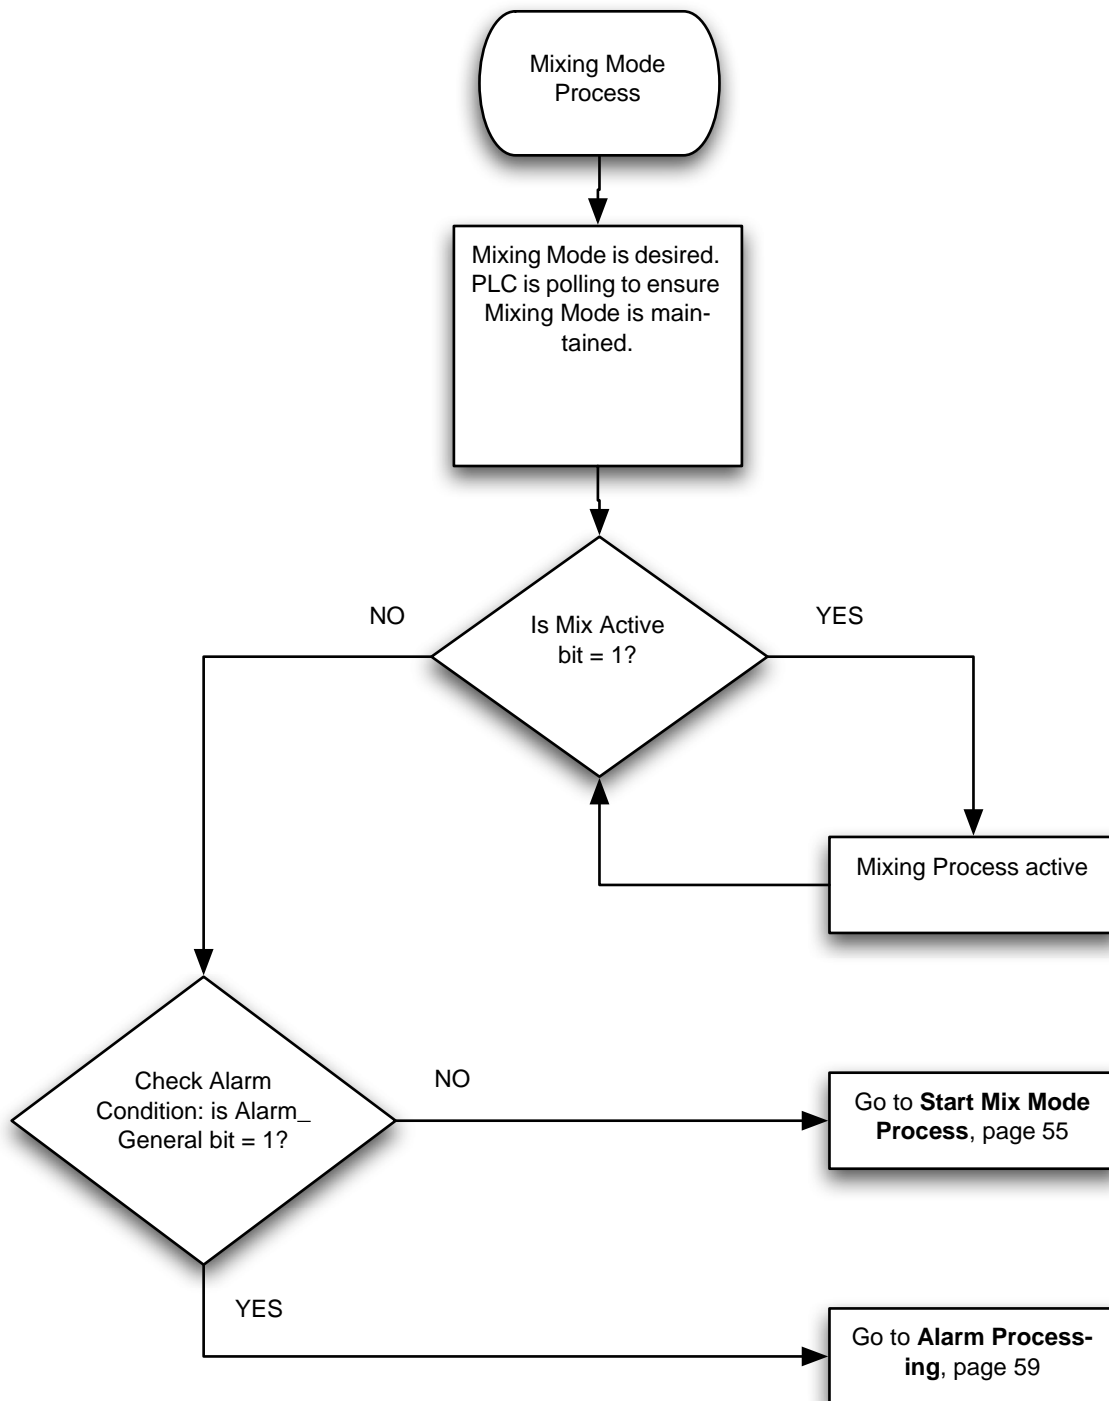 Mixing Mode
Process
Mixing Mode is desired.
PLC is polling to ensure
Mixing Mode is main-
tained.
NO
Is Mix Active
bit = 1?
YES
Mixing Process active
Check Alarm
Condition: is Alarm_
General bit = 1?
NO
Go to Start Mix Mode
Process, page 55
YES
Go to Alarm Process-
ing, page 59